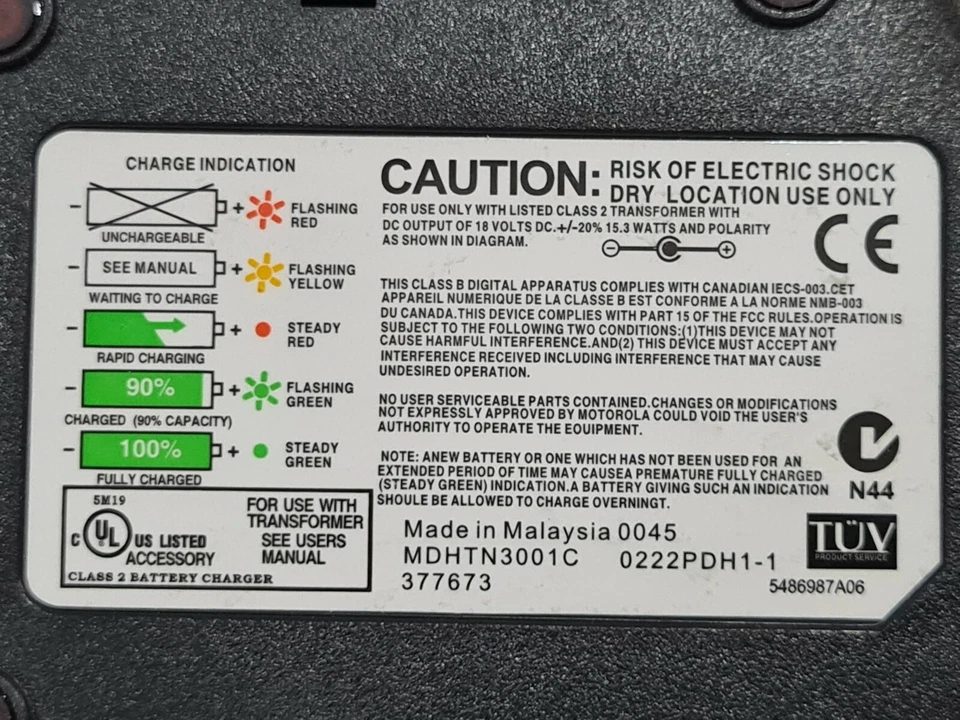 CHARGE INDICATION
FLASHING
RED
UNCHARGEABLE
SEE MANUAL
FLASHING
YELLOW
WAITING TO CHARGE
STEADY
RED
RAPID CHARGING
90%
FLASHING
GREEN
CHARGED (90% CAPACITY)
100%
STEADY
GREEN
FULLY CHARGED
5M19
C UL US LISTED
ACCESSORY
FOR USE WITH
TRANSFORMER
SEE USERS
MANUAL
CLASS 2 BATTERY CHARGER
CAUTION: RISK OF ELECTRIC SHOCK
DRY LOCATION USE ONLY
FOR USE ONLY WITH LISTED CLASS 2 TRANSFORMER WITH
DC OUTPUT OF 18 VOLTS DC.+/-20% 15.3 WATTS AND POLARITY
AS SHOWN IN DIAGRAM.
CE
THIS CLASS B DIGITAL APPARATUS COMPLIES WITH CANADIAN IECS-003.CET
APPAREIL NUMERIQUE DE LA CLASSE B EST CONFORME A LA NORME NMB-003
DU CANADA.THIS DEVICE COMPLIES WITH PART 15 OF THE FCC RULES.OPERATION IS
SUBJECT TO THE FOLLOWING TWO CONDITIONS:(1)THIS DEVICE MAY NOT
CAUSE HARMFUL INTERFERENCE.AND(2) THIS DEVICE MUST ACCEPT ANY
INTERFERENCE RECEIVED INCLUDING INTERFERENCE THAT MAY CAUSE
UNDESIRED OPERATION.
NO USER SERVICEABLE PARTS CONTAINED.CHANGES OR MODIFICATIONS
NOT EXPRESSLY APPROVED BY MOTOROLA COULD VOID THE USER'S
AUTHORITY TO OPERATE THE EQUIPMENT.
NOTE: ANEW BATTERY OR ONE WHICH HAS NOT BEEN USED FOR AN
EXTENDED PERIOD OF TIME MAY CAUSEA PREMATURE FULLY CHARGED
(STEADY GREEN) INDICATION.A BATTERY GIVING SUCH AN INDICATION
SHOULE BE ALLOWED TO CHARGE OVERNINGT.
N44
Made in Malaysia 0045
MDHTN3001C 0222PDH1-1
377673
TÜV
PRODUCT SERVICE
5486987A06